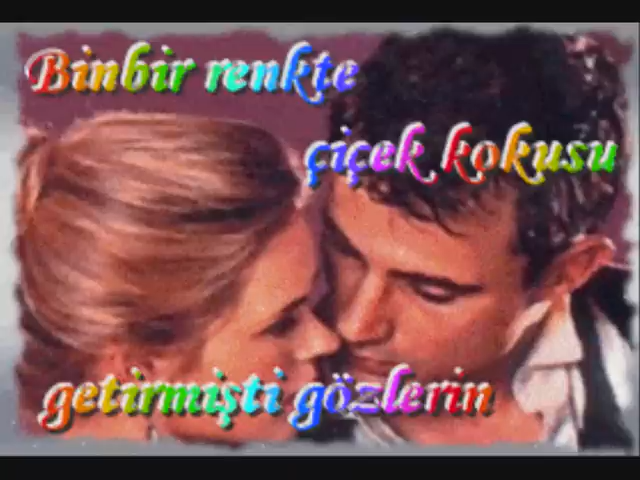 Binbir renkte
çiçek kokusu
getirmişti gözlerin